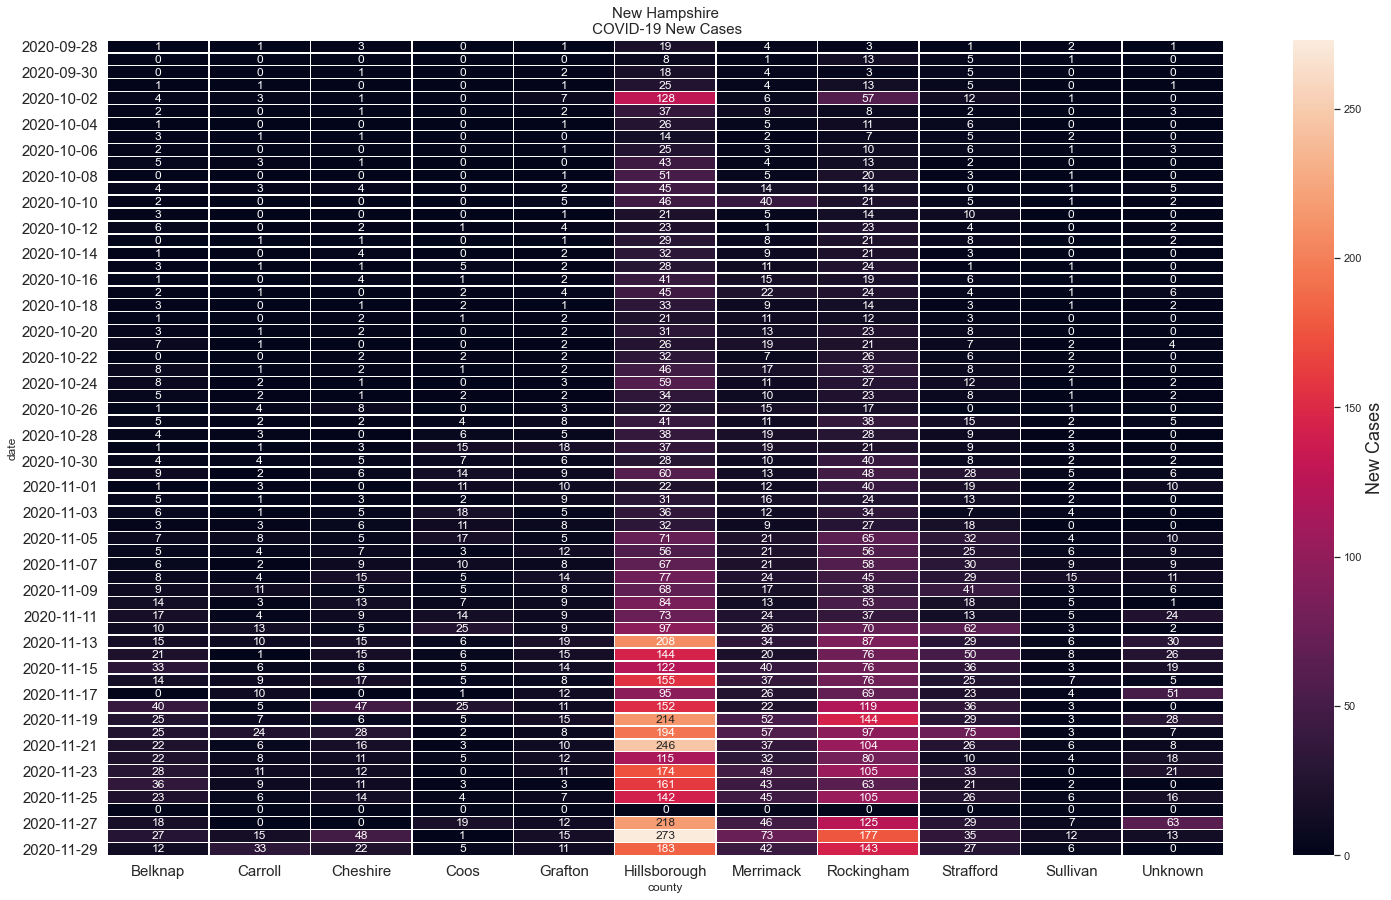 New Hampshire
COVID-19 New Cases
2020-09-28 1 1 3 0 1 19 4 3 1 2 1
0 0 0 0 0 8 1 13 5 1 0
2020-09-30 0 0 1 0 2 18 4 3 5 0 0
1 1 0 0 1 25 4 13 5 0 1
2020-10-02 4 3 1 0 7 128 6 57 12 1 0
2 0 1 0 2 37 9 8 2 0 3
2020-10-04 1 0 0 0 1 26 5 11 6 0 0
3 1 1 0 0 14 2 7 5 2 0
2020-10-06 2 0 0 0 1 25 3 10 6 1 3
5 3 1 0 0 43 4 13 2 0 0
2020-10-08 0 0 0 0 1 51 5 20 3 1 0
4 3 4 0 2 45 14 14 0 1 5
2020-10-10 2 0 0 0 5 46 40 21 5 1 2
3 0 0 0 1 21 5 14 10 0 0
2020-10-12 6 0 2 1 4 23 1 23 4 0 2
0 1 1 0 1 29 8 21 8 0 2
2020-10-14 1 0 4 0 2 32 9 21 3 0 0
3 1 1 5 2 28 11 24 1 1 0
2020-10-16 1 0 4 1 2 41 15 19 6 1 0
2 1 0 2 4 45 22 24 4 1 6
2020-10-18 3 0 1 2 1 33 9 14 3 1 2
1 0 2 1 2 21 11 12 3 0 0
2020-10-20 3 1 2 0 2 31 13 23 8 0 0
7 1 0 0 2 26 19 21 7 2 4
2020-10-22 0 0 2 2 2 32 7 26 6 2 0
8 1 2 1 2 46 17 32 8 2 0
2020-10-24 8 2 1 0 3 59 11 27 12 1 2
5 2 1 2 2 34 10 23 8 1 2
2020-10-26 1 4 8 0 3 22 15 17 0 1 0
5 2 2 4 8 41 11 38 15 2 5
2020-10-28 4 3 0 6 5 38 19 28 9 2 0
1 1 3 15 18 37 19 21 9 3 0
2020-10-30 4 4 5 7 6 28 10 40 8 2 2
9 2 6 14 9 60 13 48 28 5 6
2020-11-01 1 3 0 11 10 22 12 40 19 2 10
5 1 3 2 9 31 16 24 13 2 0
2020-11-03 6 1 5 18 5 36 12 34 7 4 0
3 3 6 11 8 32 9 27 18 0 0
2020-11-05 7 8 5 17 5 71 21 65 32 4 10
5 4 7 3 12 56 21 56 25 6 9
2020-11-07 6 2 9 10 8 67 21 58 30 9 9
8 4 15 5 14 77 24 45 29 15 11
2020-11-09 9 11 5 5 8 68 17 38 41 3 6
14 3 13 7 9 84 13 53 18 5 1
2020-11-11 17 4 9 14 9 73 24 37 13 5 24
10 13 5 25 9 97 26 70 62 3 2
2020-11-13 15 10 15 6 19 208 34 87 29 6 30
21 1 15 6 15 144 20 76 50 8 26
2020-11-15 33 6 6 5 14 122 40 76 36 3 19
14 9 17 5 8 155 37 76 25 7 5
2020-11-17 0 10 0 1 12 95 26 69 23 4 51
40 5 47 25 11 152 22 119 36 3 0
2020-11-19 25 7 6 5 15 214 52 144 29 3 28
25 24 28 2 8 194 57 97 75 3 7
2020-11-21 22 6 16 3 10 246 37 104 26 6 8
22 8 11 5 12 115 32 80 10 4 18
2020-11-23 28 11 12 0 11 174 49 105 33 0 21
36 9 11 3 3 161 43 63 21 2 0
2020-11-25 23 6 14 4 7 142 45 105 26 6 16
0 0 0 0 0 0 0 0 0 0 0
2020-11-27 18 0 0 19 12 218 46 125 29 7 63
27 15 48 1 15 273 73 177 35 12 13
2020-11-29 12 33 22 5 11 183 42 143 27 6 0
Belknap Carroll Cheshire Coos Grafton Hillsborough Merrimack Rockingham Strafford Sullivan Unknown
county
date
250
200
150
100
50
0
New Cases